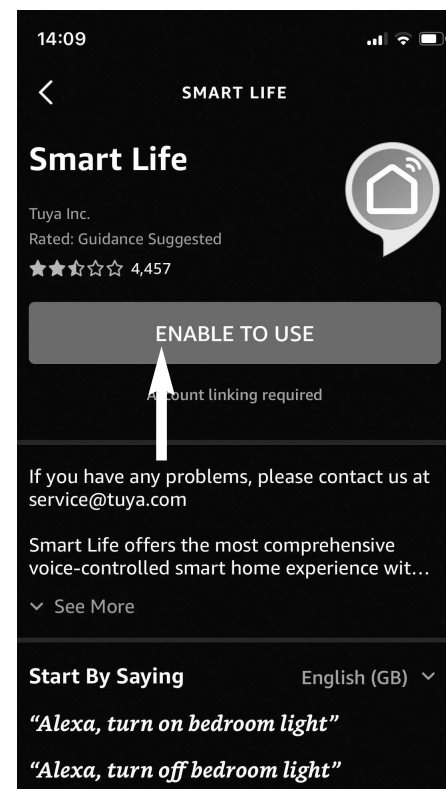 14:09
SMART LIFE
Smart Life
Tuya Inc.
Rated: Guidance Suggested
4,457
ENABLE TO USE
Account linking required
If you have any problems, please contact us at
service@tuya.com
Smart Life offers the most comprehensive
voice-controlled smart home experience wit...
See More
Start By Saying
English (GB)
“Alexa, turn on bedroom light”
“Alexa, turn off bedroom light”